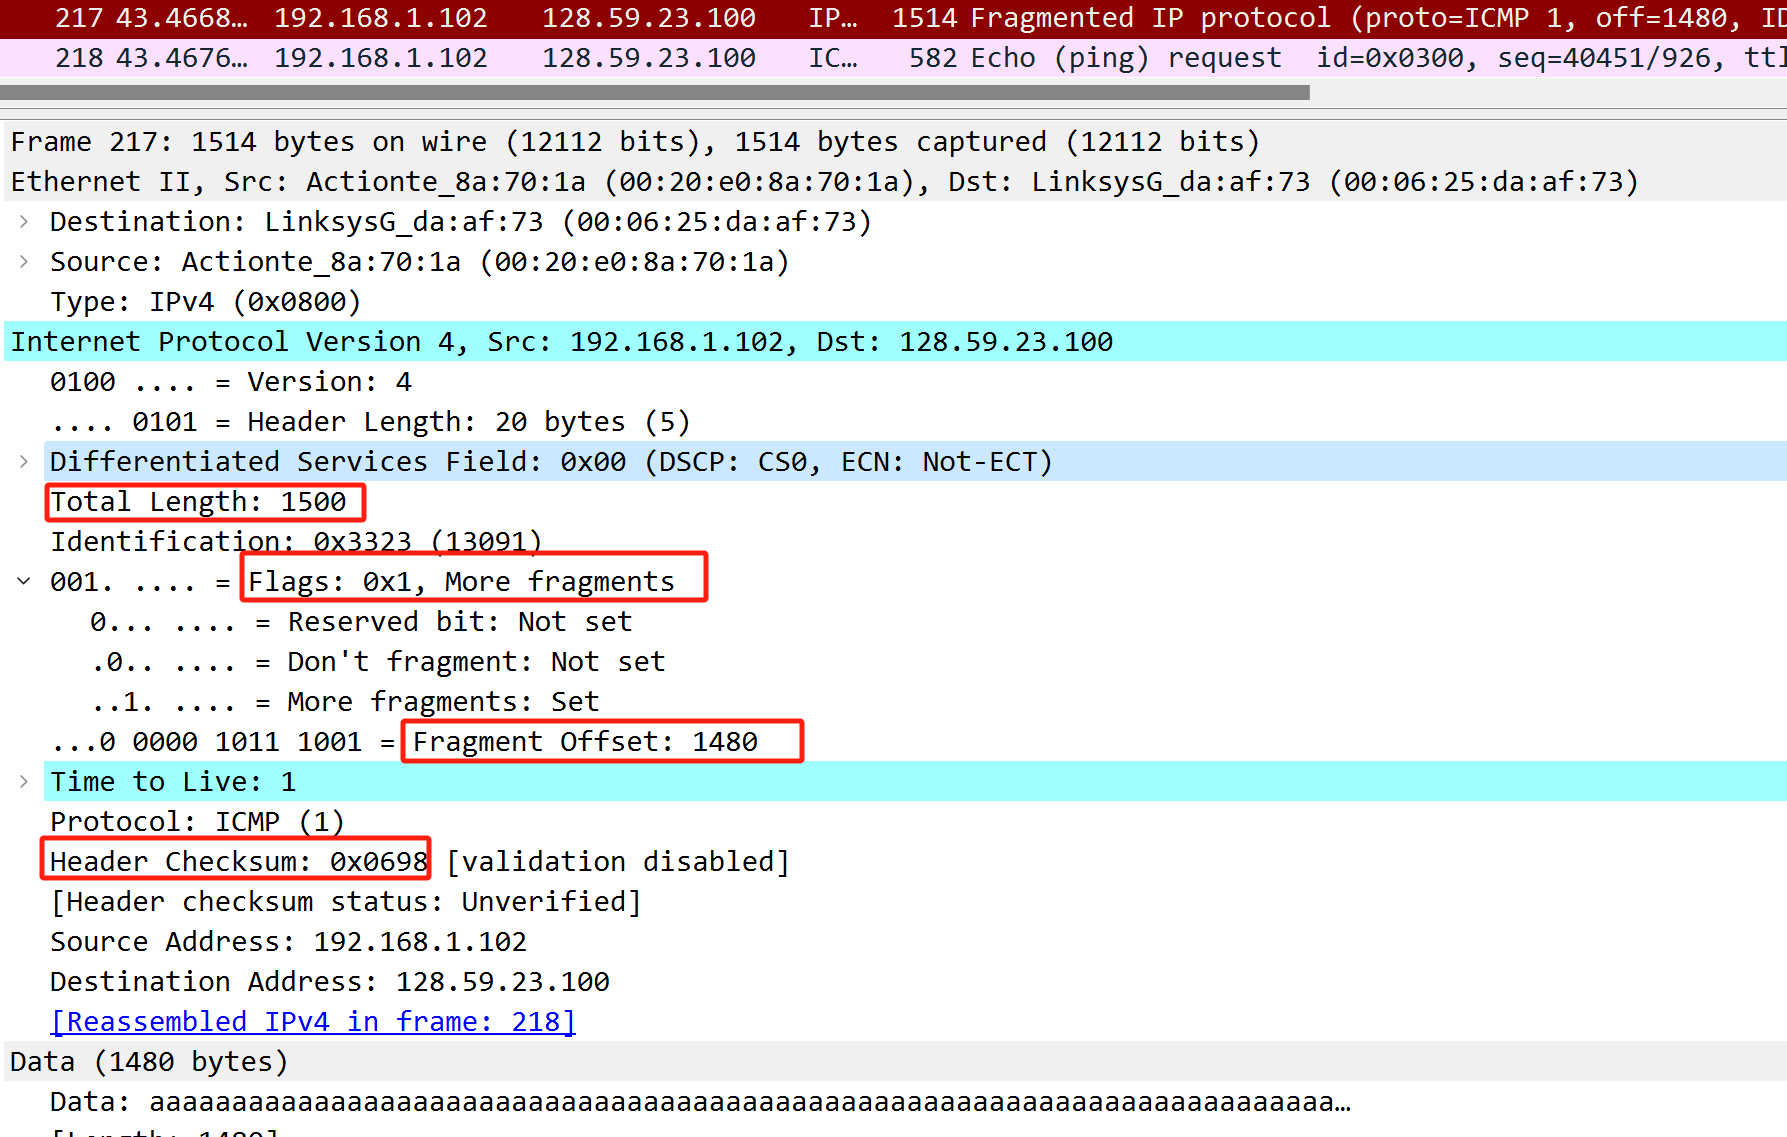 217 43.4668… 192.168.1.102 128.59.23.100 IP… 1514 Fragmented IP protocol (proto=ICMP 1, off=1480, ID
218 43.4676… 192.168.1.102 128.59.23.100 IC… 582 Echo (ping) request id=0x0300, seq=40451/926, ttl
Frame 217: 1514 bytes on wire (12112 bits), 1514 bytes captured (12112 bits)
Ethernet II, Src: Actionte_8a:70:1a (00:20:e0:8a:70:1a), Dst: LinksysG_da:af:73 (00:06:25:da:af:73)
Destination: LinksysG_da:af:73 (00:06:25:da:af:73)
Source: Actionte_8a:70:1a (00:20:e0:8a:70:1a)
Type: IPv4 (0x0800)
Internet Protocol Version 4, Src: 192.168.1.102, Dst: 128.59.23.100
0100 .... = Version: 4
.... 0101 = Header Length: 20 bytes (5)
Differentiated Services Field: 0x00 (DSCP: CS0, ECN: Not-ECT)
Total Length: 1500
Identification: 0x3323 (13091)
001. .... = Flags: 0x1, More fragments
0... .... = Reserved bit: Not set
.0.. .... = Don't fragment: Not set
..1. .... = More fragments: Set
...0 0000 1011 1001 = Fragment Offset: 1480
Time to Live: 1
Protocol: ICMP (1)
Header Checksum: 0x0698 [validation disabled]
[Header checksum status: Unverified]
Source Address: 192.168.1.102
Destination Address: 128.59.23.100
[Reassembled IPv4 in frame: 218]
Data (1480 bytes)
Data: aaaaaaaaaaaaaaaaaaaaaaaaaaaaaaaaaaaaaaaaaaaaaaaaaaaaaaaaaaaaaaaaaaaaaaaa…
[Length: 1480]